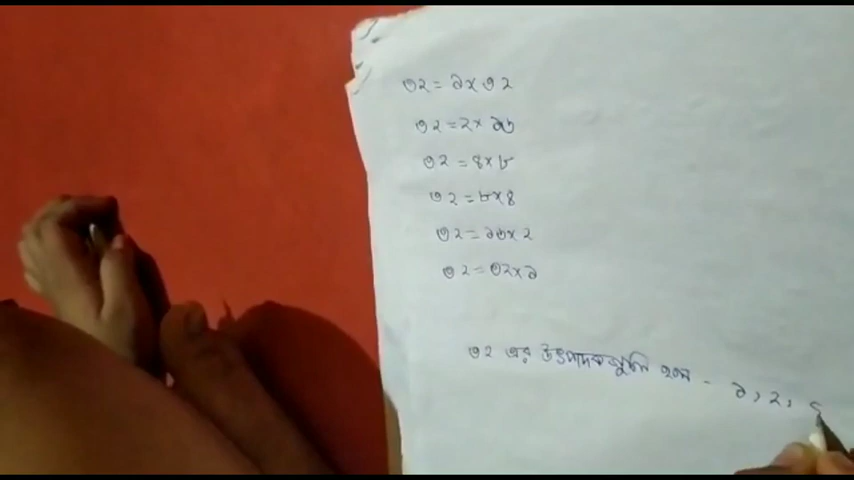 ৩২ = ১ × ৩২
৩২ = ২ × ১৬
৩২ = ৪ × ৮
৩২ = ৮ × ৪
৩২ = ১৬ × ২
৩২ = ৩২ × ১
৩২ এর উৎপাদকগুলি হল - ১, ২,